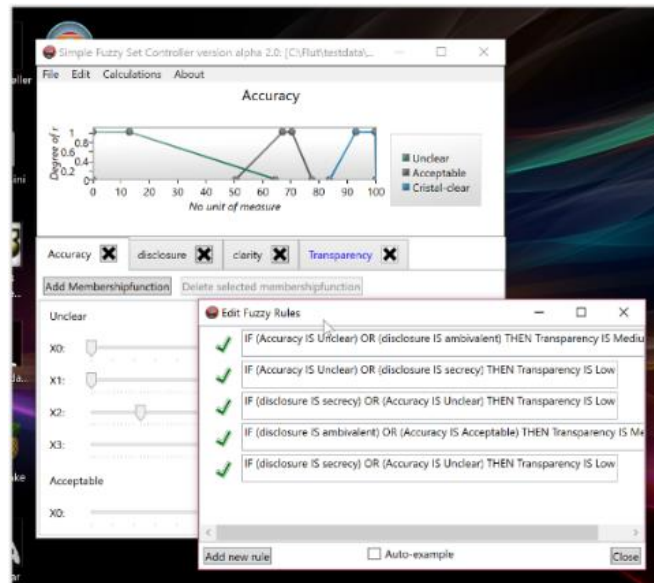 Simple Fuzzy Set Controller version alpha 2.0: [C:\Flut\testdata\...
File Edit Calculations About
Accuracy
Degree of r
1
0.8
0.6
0.4
0.2
0
0 10 20 30 40 50 60 70 80 90 100
No unit of measure
Unclear
Acceptable
Cristal-clear
Accuracy disclosure clarity Transparency
Add Membershipfunction Delete selected membershipfunction
Unclear
X0:
X1:
X2:
X3:
Acceptable
X0:
Edit Fuzzy Rules
IF (Accuracy IS Unclear) OR (disclosure IS ambivalent) THEN Transparency IS Mediu
IF (Accuracy IS Unclear) OR (disclosure IS secrecy) THEN Transparency IS Low
IF (disclosure IS secrecy) OR (Accuracy IS Unclear) THEN Transparency IS Low
IF (disclosure IS ambivalent) OR (Accuracy IS Acceptable) THEN Transparency IS Me
IF (disclosure IS secrecy) OR (Accuracy IS Unclear) THEN Transparency IS Low
Add new rule Auto-example Close